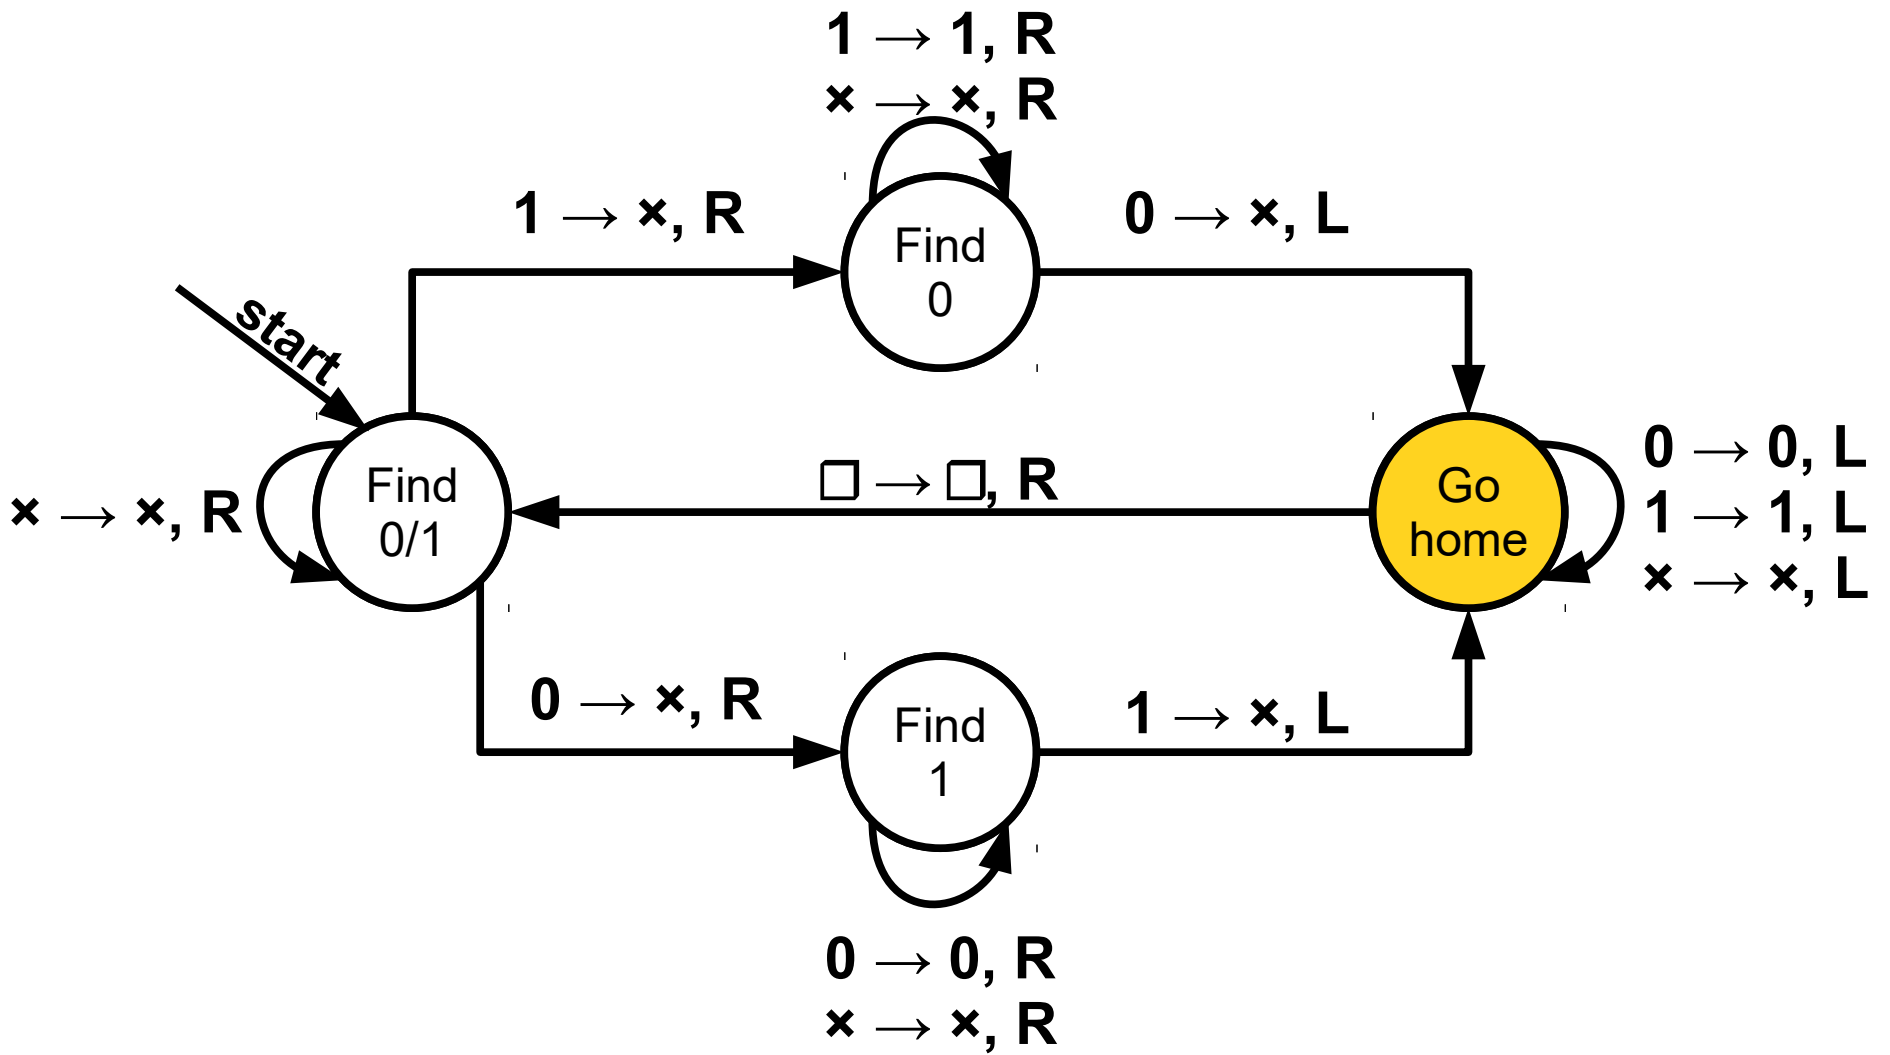 1 → 1, R
× → ×, R
1 → ×, R
Find
0
0 → ×, L
start
Find
0/1
× → ×, R
□ → □, R
Go
home
0 → 0, L
1 → 1, L
× → ×, L
0 → ×, R
Find
1
1 → ×, L
0 → 0, R
× → ×, R